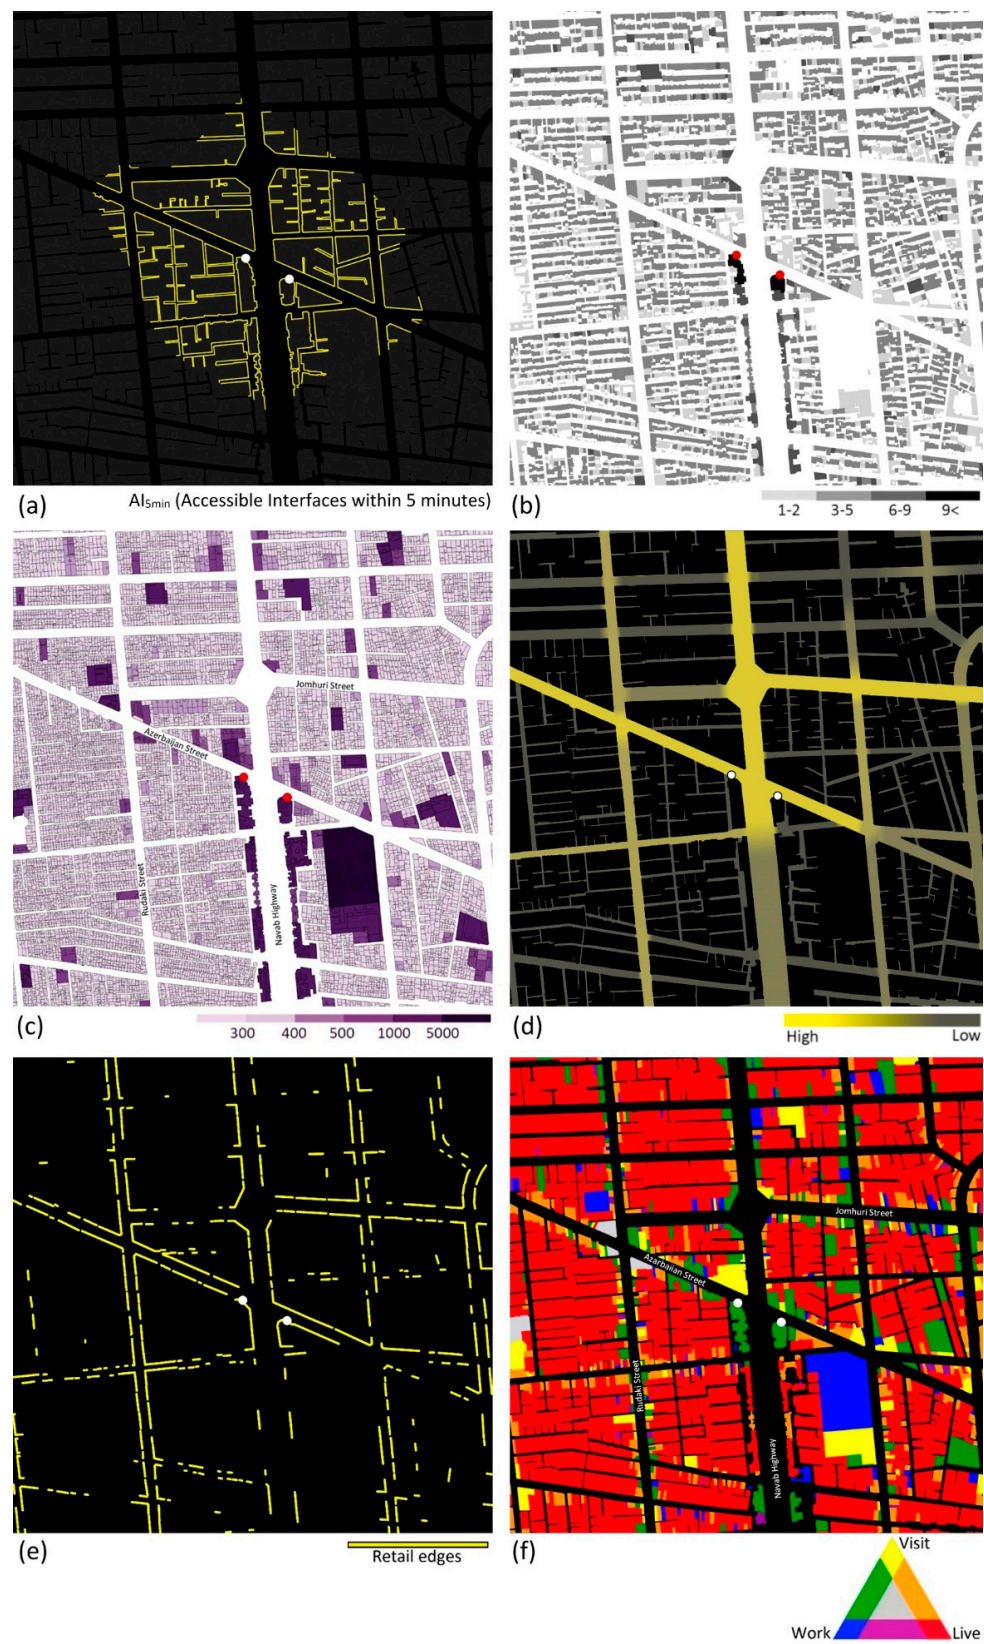 (a)
AI5min (Accessible Interfaces within 5 minutes)
(b)
1-2 3-5 6-9 9<
Jomhuri Street
Azerbaijan Street
Rudaki Street
Navab Highway
(c)
300 400 500 1000 5000
(d)
High Low
(e)
Retail edges
Jomhuri Street
Azarbaijan Street
Rudaki Street
Navab Highway
(f)
Visit
Work Live